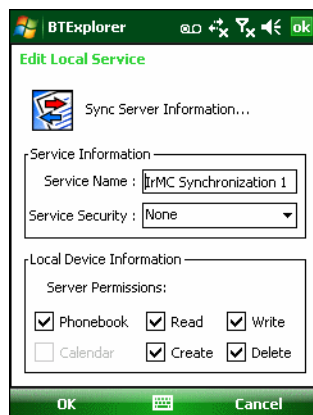 BTExplorer ok
Edit Local Service
Sync Server Information...
Service Information
Service Name : IrMC Synchronization 1
Service Security : None
Local Device Information
Server Permissions:
Phonebook Read Write
Calendar Create Delete
OK Cancel